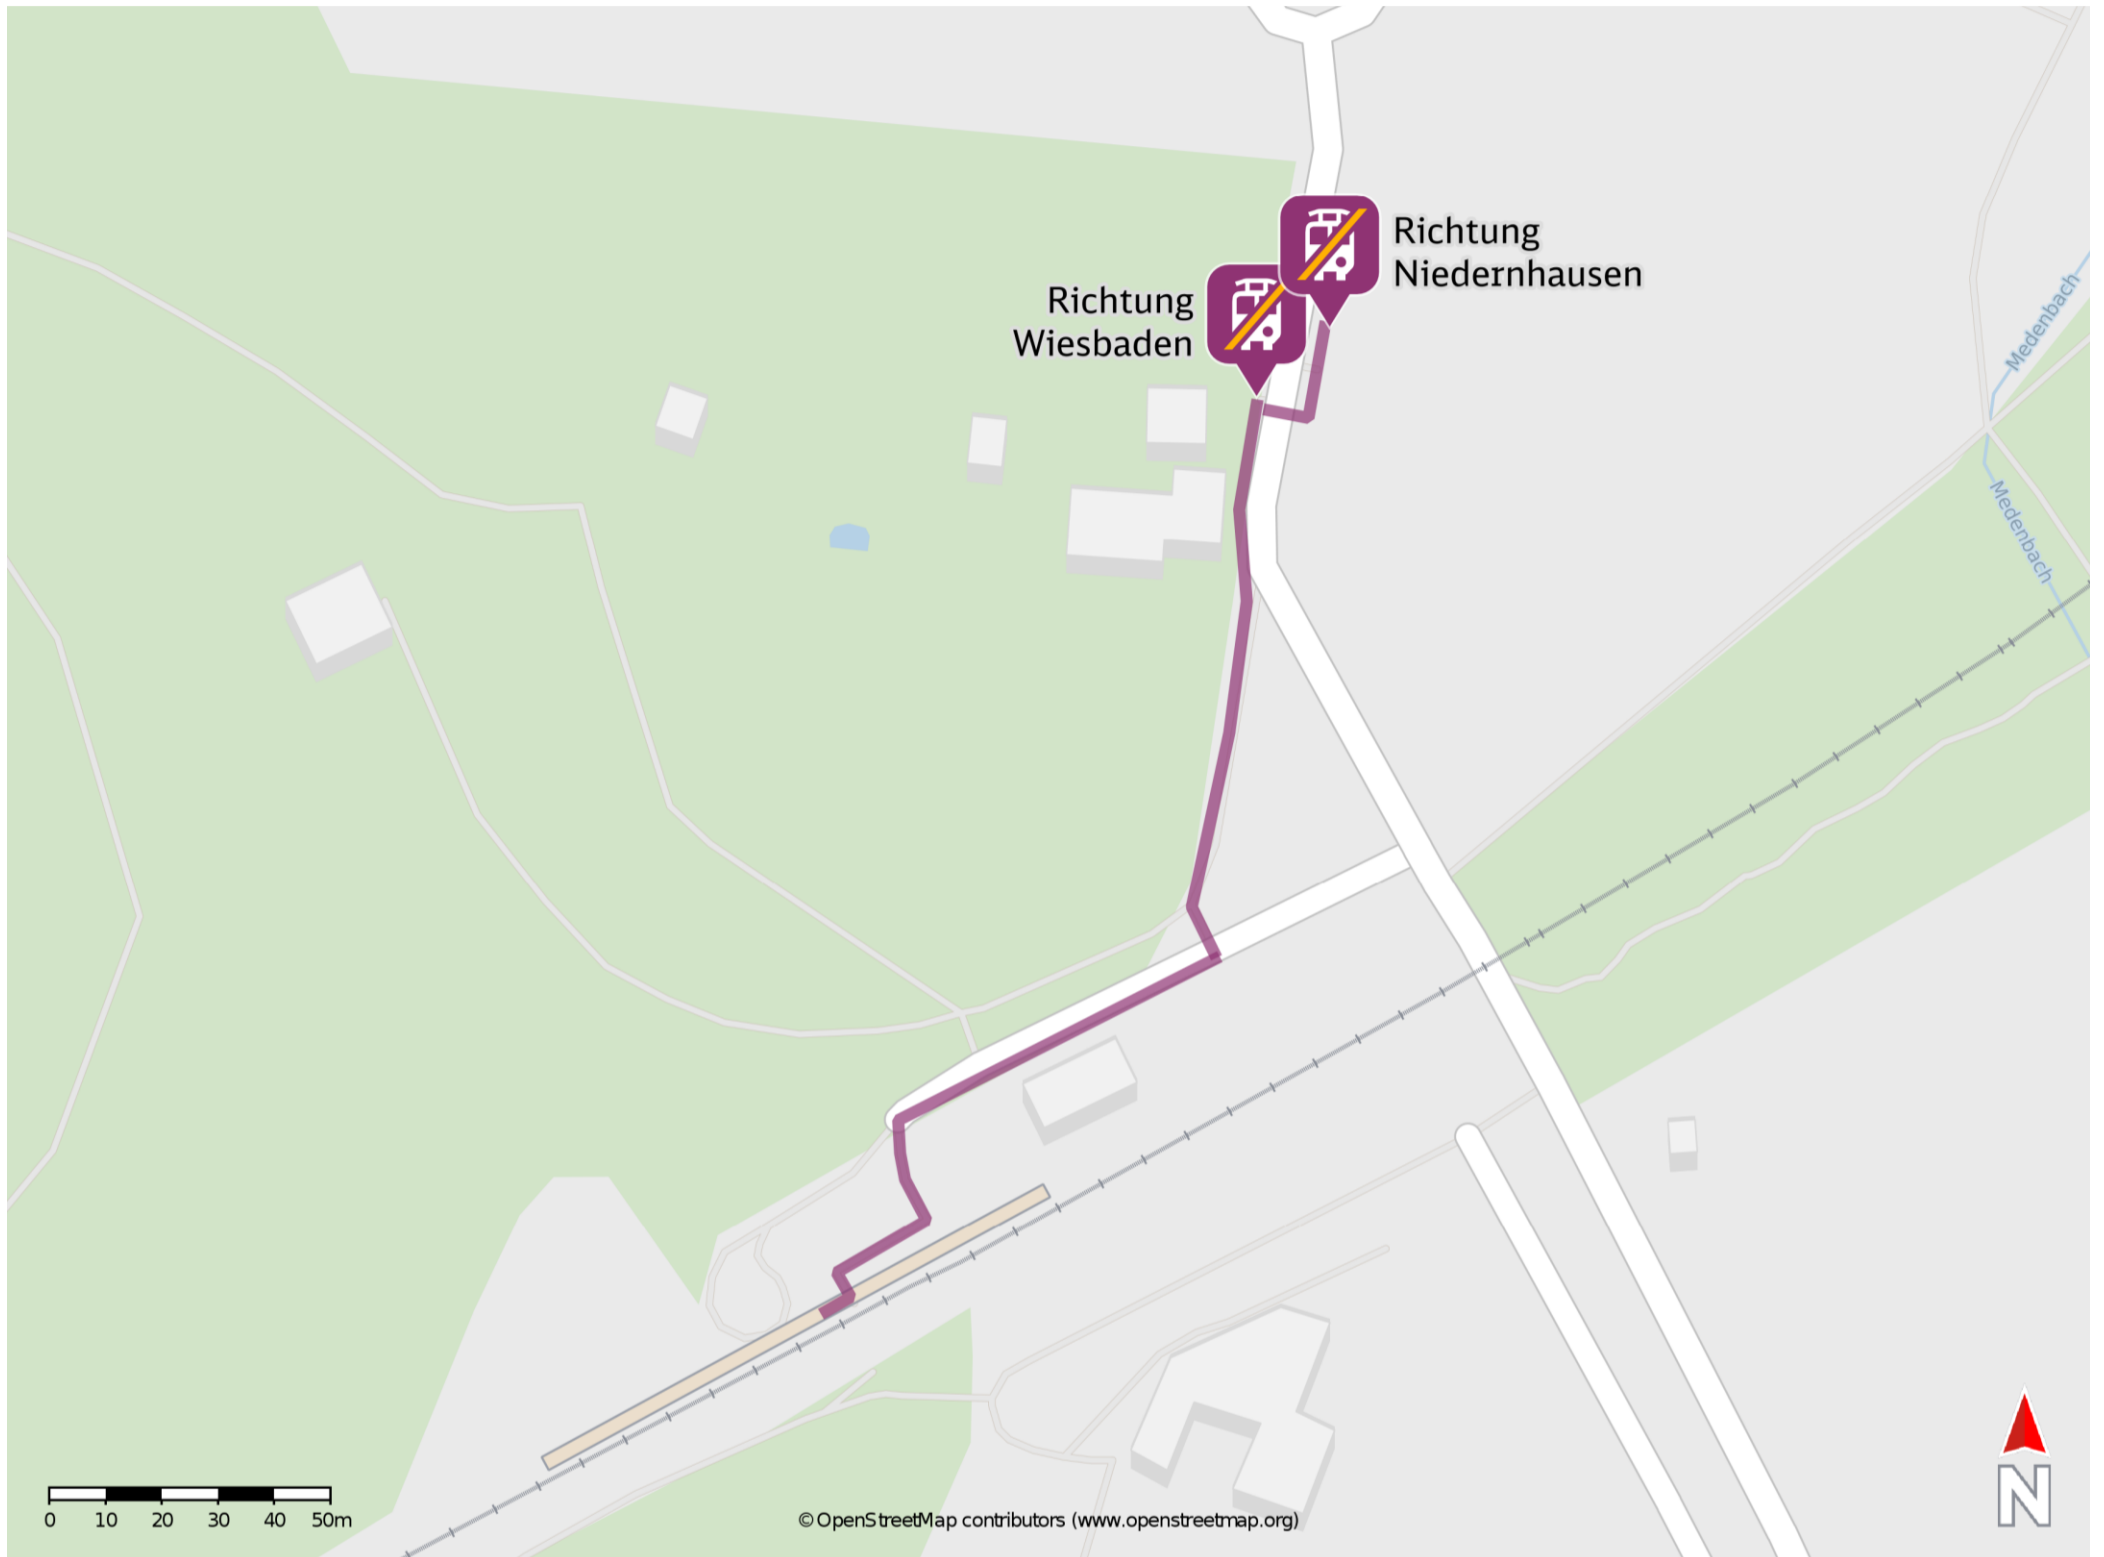 Richtung
Niedernhausen
Richtung
Wiesbaden
Medenbach
Medenbach
0 10 20 30 40 50m
©OpenStreetMap contributors (www.openstreetmap.org)
N